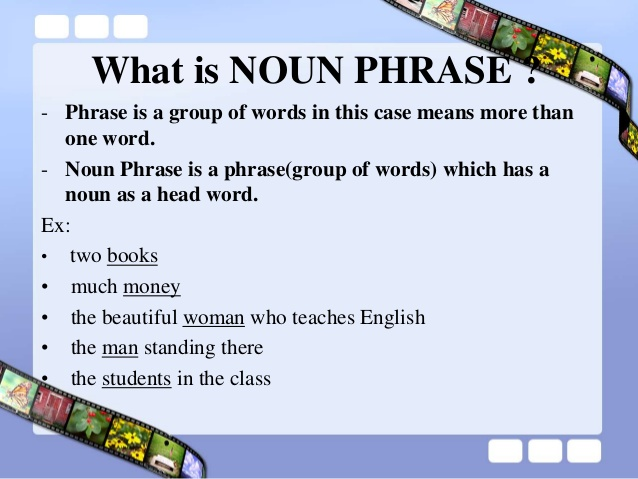 What is NOUN PHRASE ?
- Phrase is a group of words in this case means more than
one word.
- Noun Phrase is a phrase(group of words) which has a
noun as a head word.
Ex:
• two books
• much money
• the beautiful woman who teaches English
• the man standing there
• the students in the class